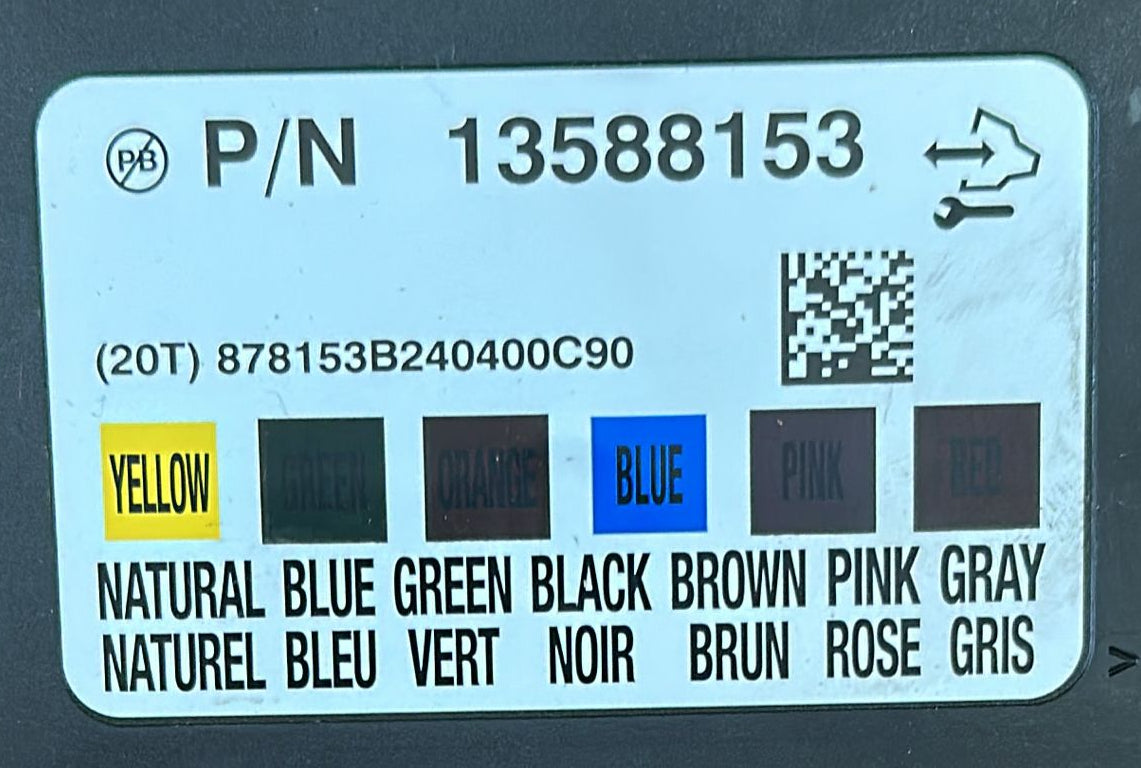 PB P/N 13588153
(20T) 878153B240400C90
YELLOW GREEN ORANGE BLUE PINK RED
NATURAL BLUE GREEN BLACK BROWN PINK GRAY
NATUREL BLEU VERT NOIR BRUN ROSE GRIS
V